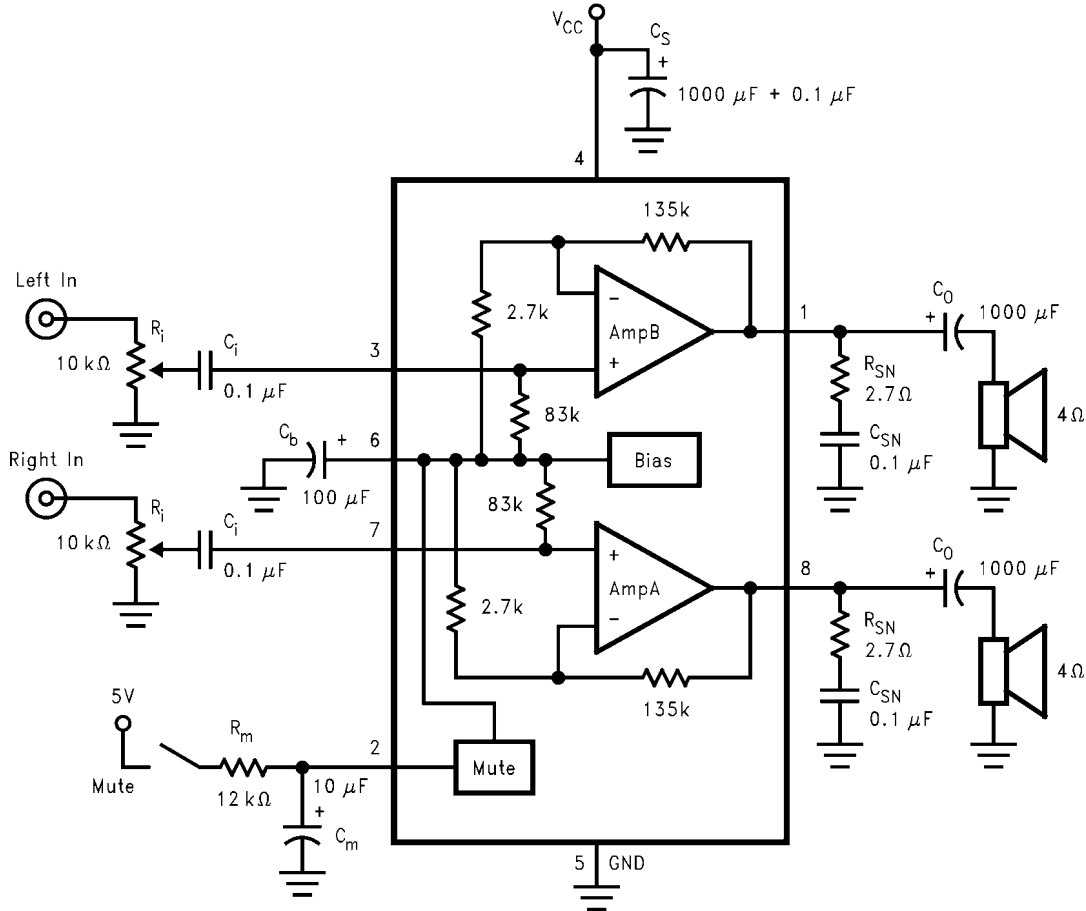 V_CC
C_S
+
1000 μF + 0.1 μF
4
135k
Left In
2.7k
−
AmpB
+
1
C_O
+
1000 μF
R_i
10 kΩ
C_i
0.1 μF
3
R_SN
2.7Ω
4Ω
83k
C_SN
0.1 μF
C_b
+
6
100 μF
Bias
Right In
83k
R_i
10 kΩ
C_i
0.1 μF
7
+
AmpA
−
8
C_O
+
1000 μF
2.7k
R_SN
2.7Ω
4Ω
135k
C_SN
0.1 μF
5V
Mute
R_m
12 kΩ
2
10 μF
+
C_m
Mute
5
GND